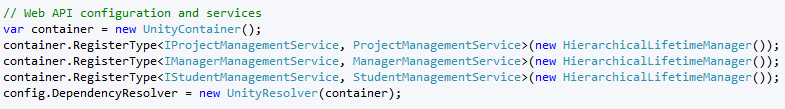 // Web API configuration and services
var container = new UnityContainer();
container.RegisterType<IProjectManagementService, ProjectManagementService>(new HierarchicalLifetimeManager());
container.RegisterType<IManagerManagementService, ManagerManagementService>(new HierarchicalLifetimeManager());
container.RegisterType<IStudentManagementService, StudentManagementService>(new HierarchicalLifetimeManager());
config.DependencyResolver = new UnityResolver(container);